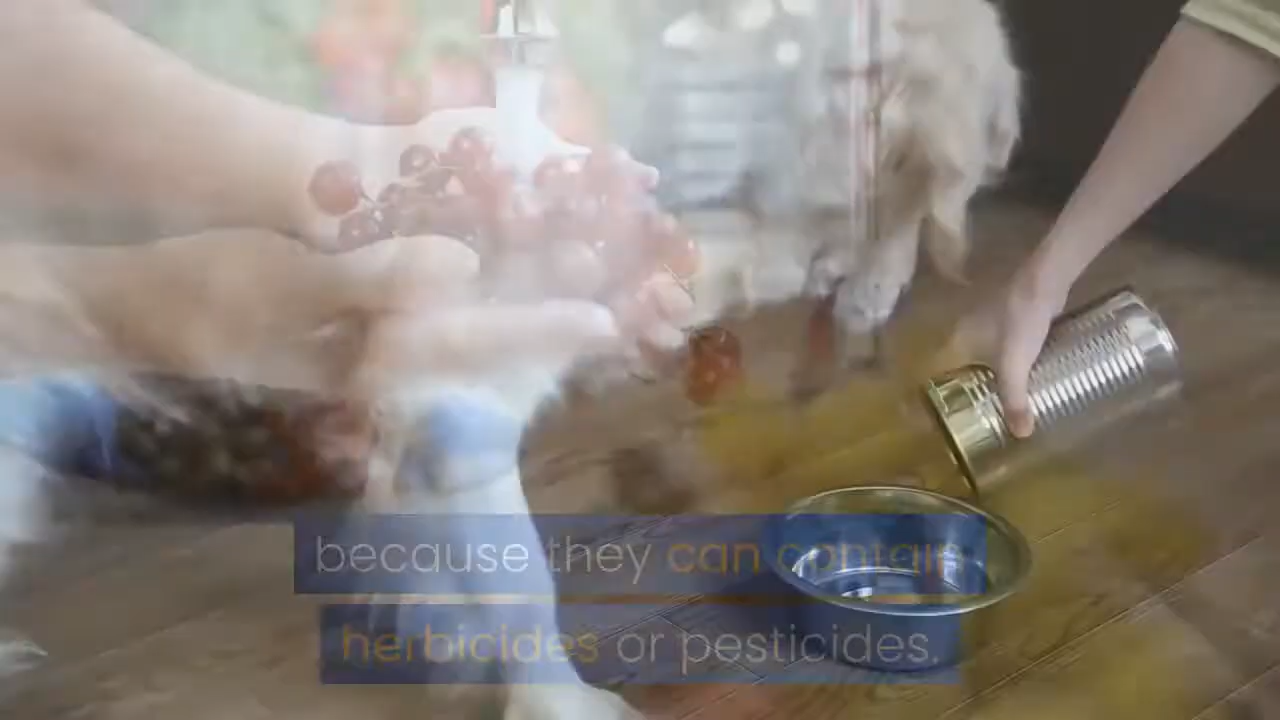 because they can contain
herbicides or pesticides.